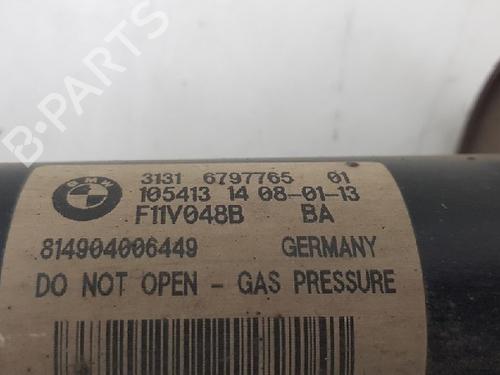 B-PARTS
BMW
3131 6797765 01
105413 14 08-01-13
F11V048B BA
814904006449 GERMANY
DO NOT OPEN - GAS PRESSURE